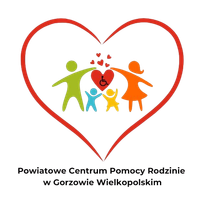 Powiatowe Centrum Pomocy Rodzinie
w Gorzowie Wielkopolskim